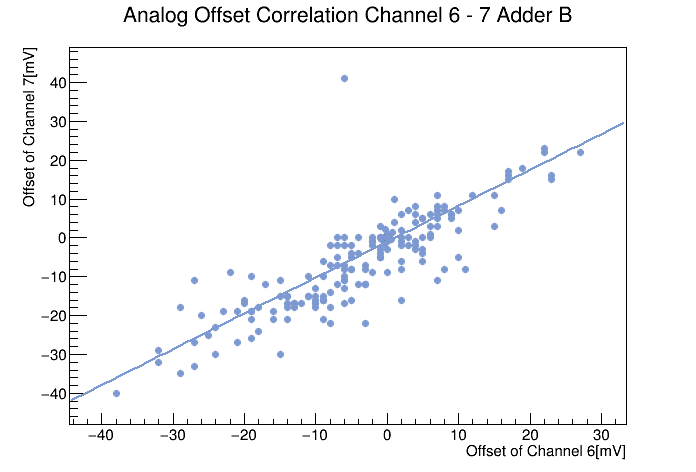 Analog Offset Correlation Channel 6 - 7 Adder B
Offset of Channel 7[mV]
40
30
20
10
0
−10
−20
−30
−40
−40 −30 −20 −10 0 10 20 30
Offset of Channel 6[mV]